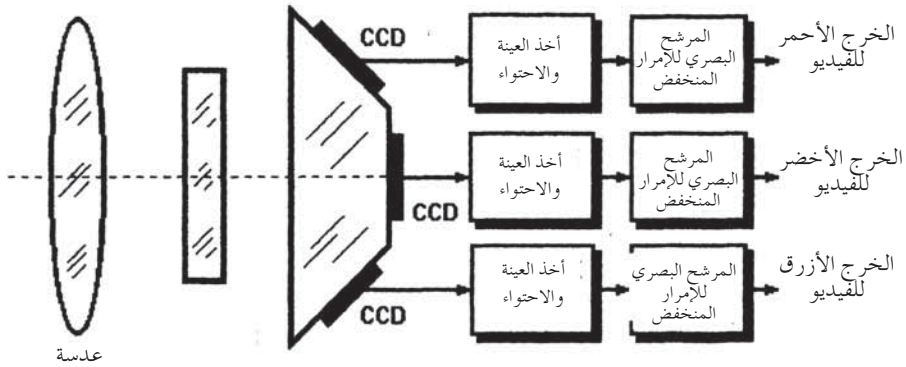 CCD
أخذ العينة
والاحتواء
المرشح
البصري للإمرار
المنخفض
الخرج الأحمر
للفيديو
CCD
أخذ العينة
والاحتواء
المرشح
البصري للإمرار
المنخفض
الخرج الأخضر
للفيديو
CCD
أخذ العينة
والاحتواء
المرشح البصري
للإمرار
المنخفض
الخرج الأزرق
للفيديو
عدسة